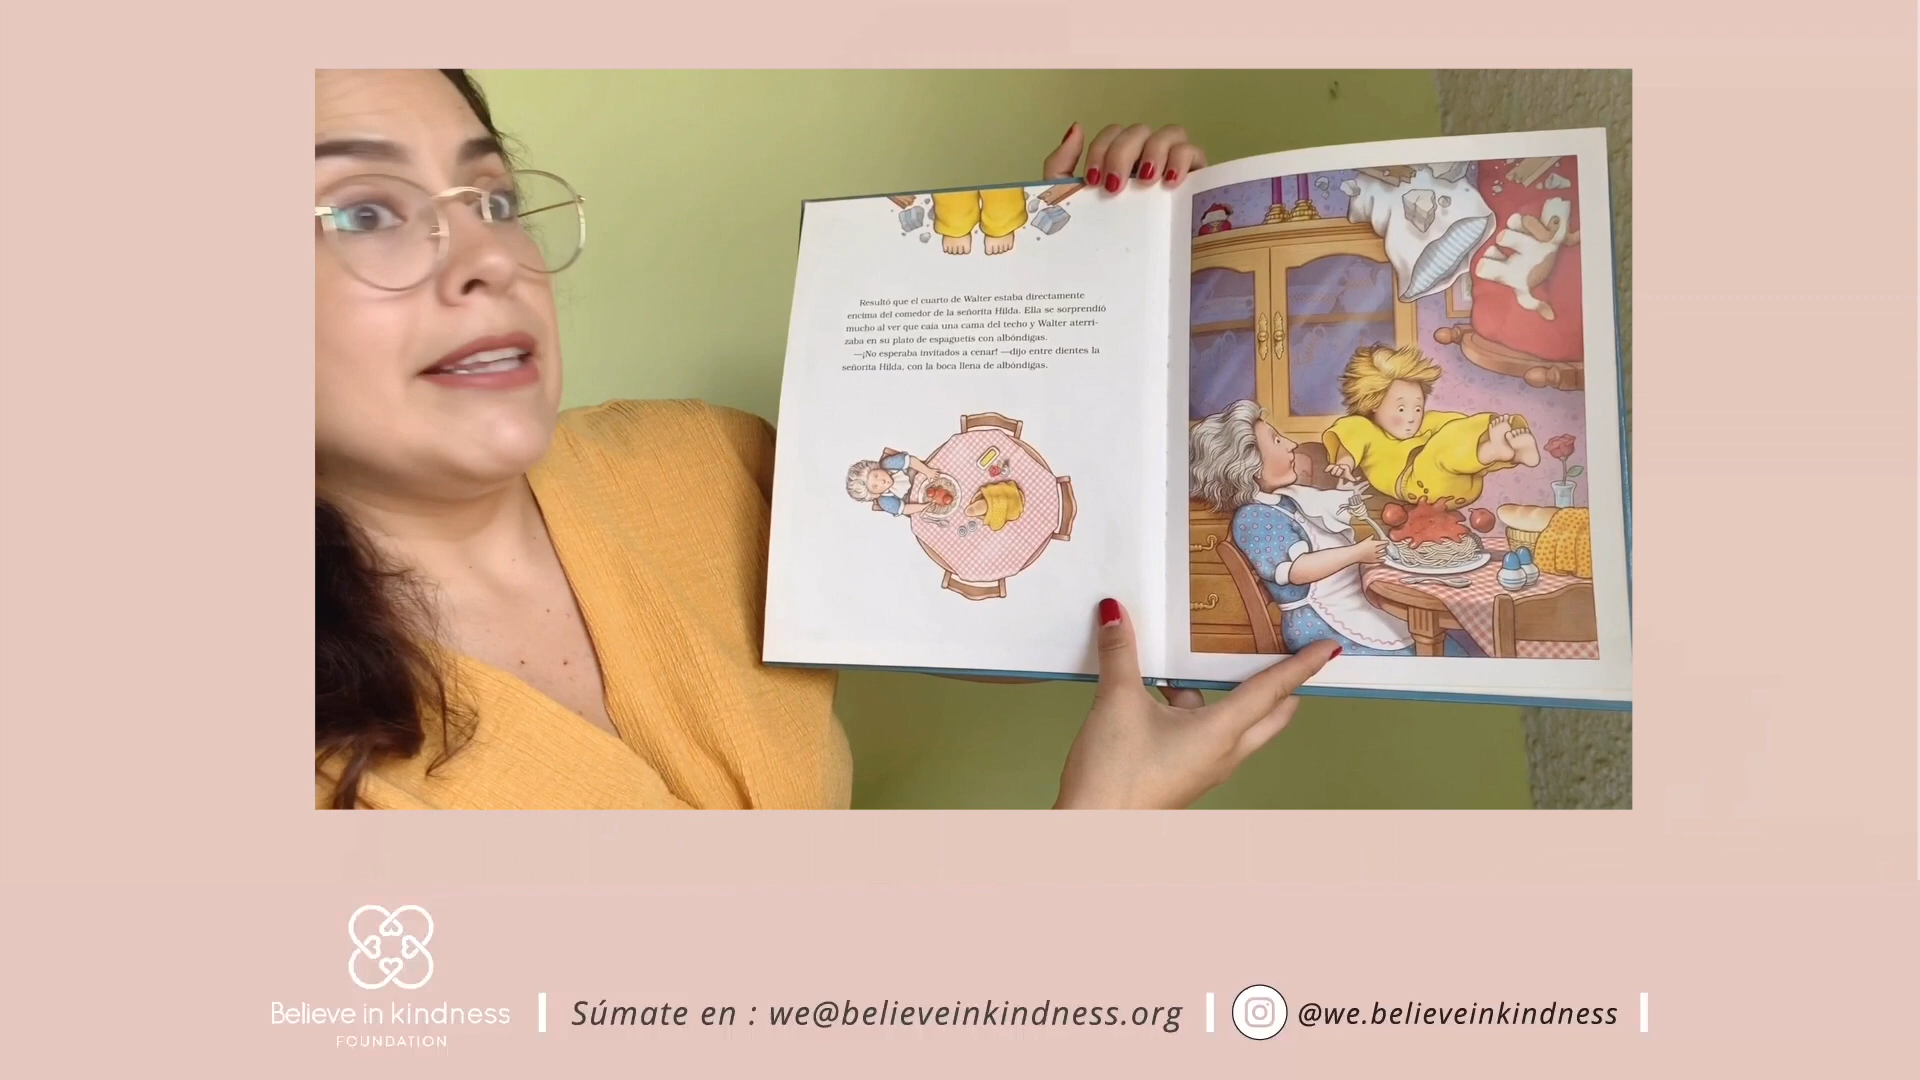 Resultó que el cuarto de Walter estaba directamente
encima del comedor de la señorita Hilda. Ella se sorprendió
mucho al ver que caía una cama del techo y Walter aterri-
zaba en su plato de espaguetis con albóndigas.
—¡No esperaba invitados a cenar! —dijo entre dientes la
señorita Hilda, con la boca llena de albóndigas.
Believe in kindness
FOUNDATION
Súmate en : we@believeinkindness.org
@we.believeinkindness